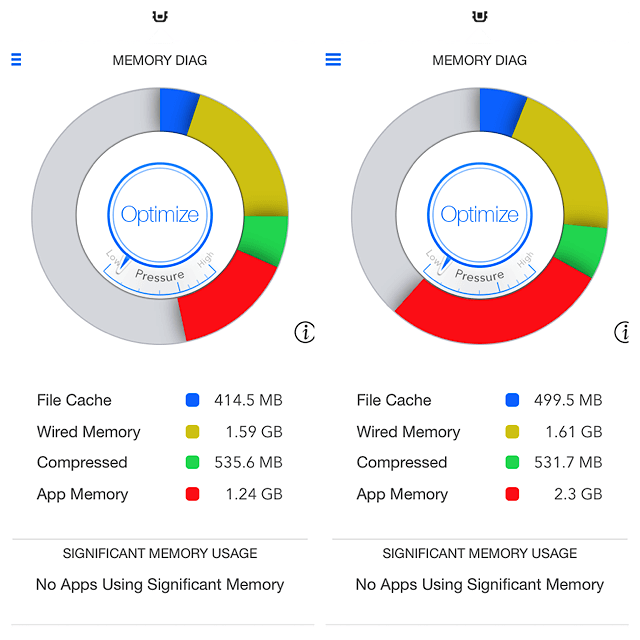 MEMORY DIAG
Optimize
Low
High
Pressure
i
File Cache 414.5 MB
Wired Memory 1.59 GB
Compressed 535.6 MB
App Memory 1.24 GB
SIGNIFICANT MEMORY USAGE
No Apps Using Significant Memory
MEMORY DIAG
Optimize
Low
High
Pressure
i
File Cache 499.5 MB
Wired Memory 1.61 GB
Compressed 531.7 MB
App Memory 2.3 GB
SIGNIFICANT MEMORY USAGE
No Apps Using Significant Memory